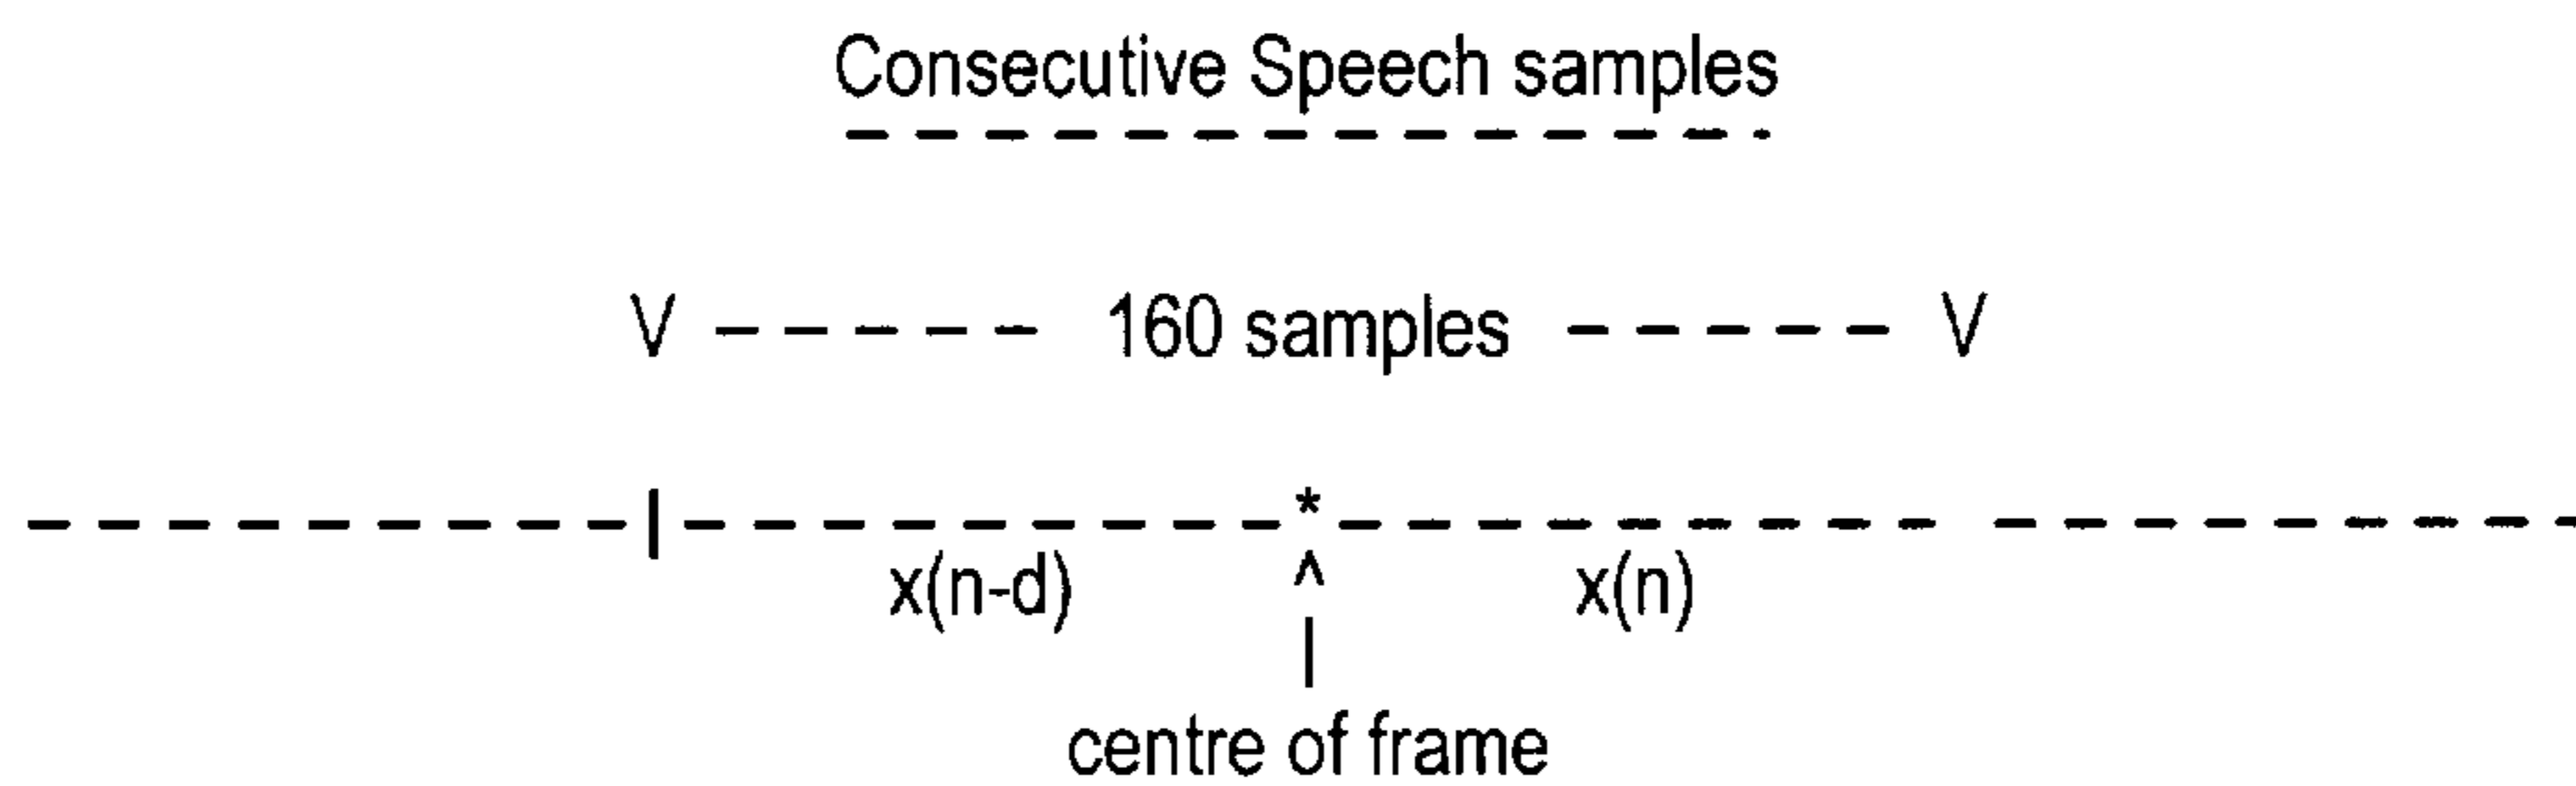 Consecutive Speech samples
V - - - - - 160 samples - - - - - V
- - - - - - - - - | - - - - - - - - - * - - - - - - - - - - - - - - - - - -
x(n-d) ^ x(n)
|
centre of frame